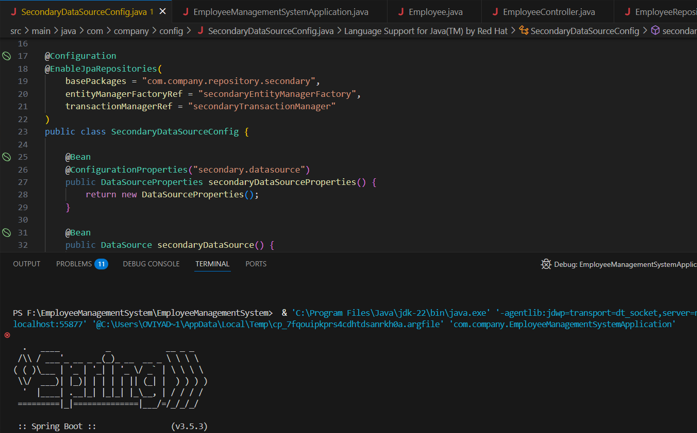 SecondaryDataSourceConfig.java 1 EmployeeManagementSystemApplication.java Employee.java EmployeeController.java EmployeeReposi
src > main > java > com > company > config > SecondaryDataSourceConfig.java > Language Support for Java(TM) by Red Hat > SecondaryDataSourceConfig > secondar
16
17 @Configuration
18 @EnableJpaRepositories(
19 basePackages = "com.company.repository.secondary",
20 entityManagerFactoryRef = "secondaryEntityManagerFactory",
21 transactionManagerRef = "secondaryTransactionManager"
22 )
23 public class SecondaryDataSourceConfig {
24
25 @Bean
26 @ConfigurationProperties("secondary.datasource")
27 public DataSourceProperties secondaryDataSourceProperties() {
28 return new DataSourceProperties();
29 }
30
31 @Bean
32 public DataSource secondaryDataSource() {
OUTPUT PROBLEMS 11 DEBUG CONSOLE TERMINAL PORTS Debug: EmployeeManagementSystemApplic
PS F:\EmployeeManagementSystem\EmployeeManagementSystem> & 'C:\Program Files\Java\jdk-22\bin\java.exe' '-agentlib:jdwp=transport=dt_socket,server=n
localhost:55877' '@C:\Users\OVIYAD~1\AppData\Local\Temp\cp_7fqouipkprs4cdhtdsanrkh0a.argfile' 'com.company.EmployeeManagementSystemApplication'
:: Spring Boot :: (v3.5.3)